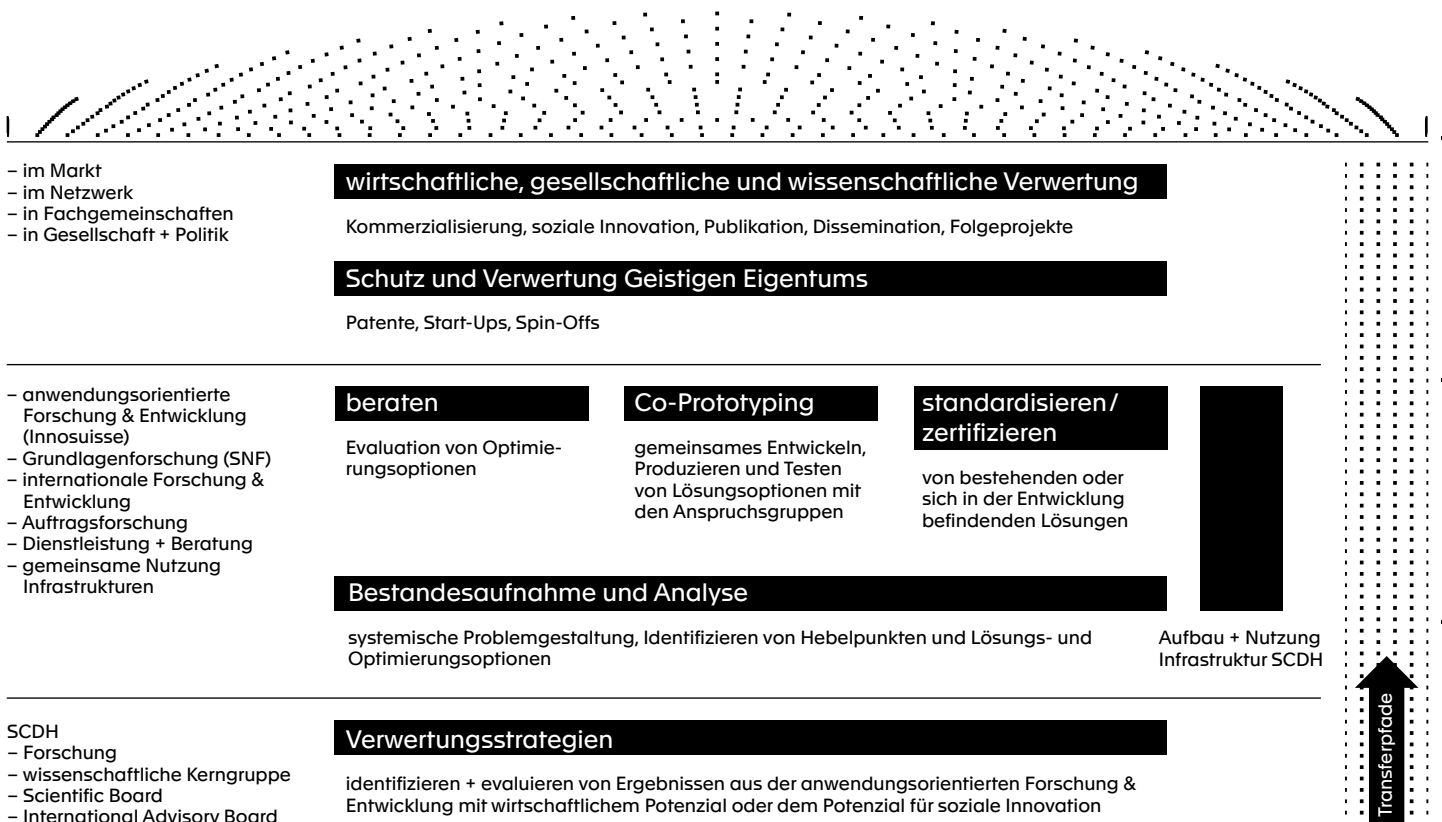 – im Markt
– im Netzwerk
– in Fachgemeinschaften
– in Gesellschaft + Politik
wirtschaftliche, gesellschaftliche und wissenschaftliche Verwertung
Kommerzialisierung, soziale Innovation, Publikation, Dissemination, Folgeprojekte
Schutz und Verwertung Geistigen Eigentums
Patente, Start-Ups, Spin-Offs
– anwendungsorientierte
Forschung & Entwicklung
(Innosuisse)
– Grundlagenforschung (SNF)
– internationale Forschung &
Entwicklung
– Auftragsforschung
– Dienstleistung + Beratung
– gemeinsame Nutzung
Infrastrukturen
beraten
Evaluation von Optimie-
rungsoptionen
Co-Prototyping
gemeinsames Entwickeln,
Produzieren und Testen
von Lösungsoptionen mit
den Anspruchsgruppen
standardisieren/
zertifizieren
von bestehenden oder
sich in der Entwicklung
befindenden Lösungen
Bestandesaufnahme und Analyse
systemische Problemgestaltung, Identifizieren von Hebelpunkten und Lösungs- und
Optimierungsoptionen
Aufbau + Nutzung
Infrastruktur SCDH
SCDH
– Forschung
– wissenschaftliche Kerngruppe
– Scientific Board
– International Advisory Board
Verwertungsstrategien
identifizieren + evaluieren von Ergebnissen aus der anwendungsorientierten Forschung &
Entwicklung mit wirtschaftlichem Potenzial oder dem Potenzial für soziale Innovation
Transferpfade